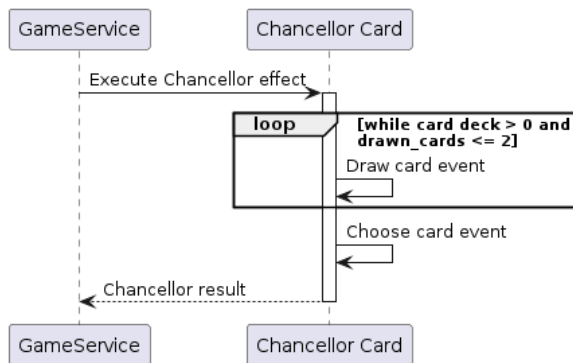 GameService
Chancellor Card
Execute Chancellor effect
loop
[while card deck > 0 and
drawn_cards <= 2]
Draw card event
Choose card event
Chancellor result
GameService
Chancellor Card